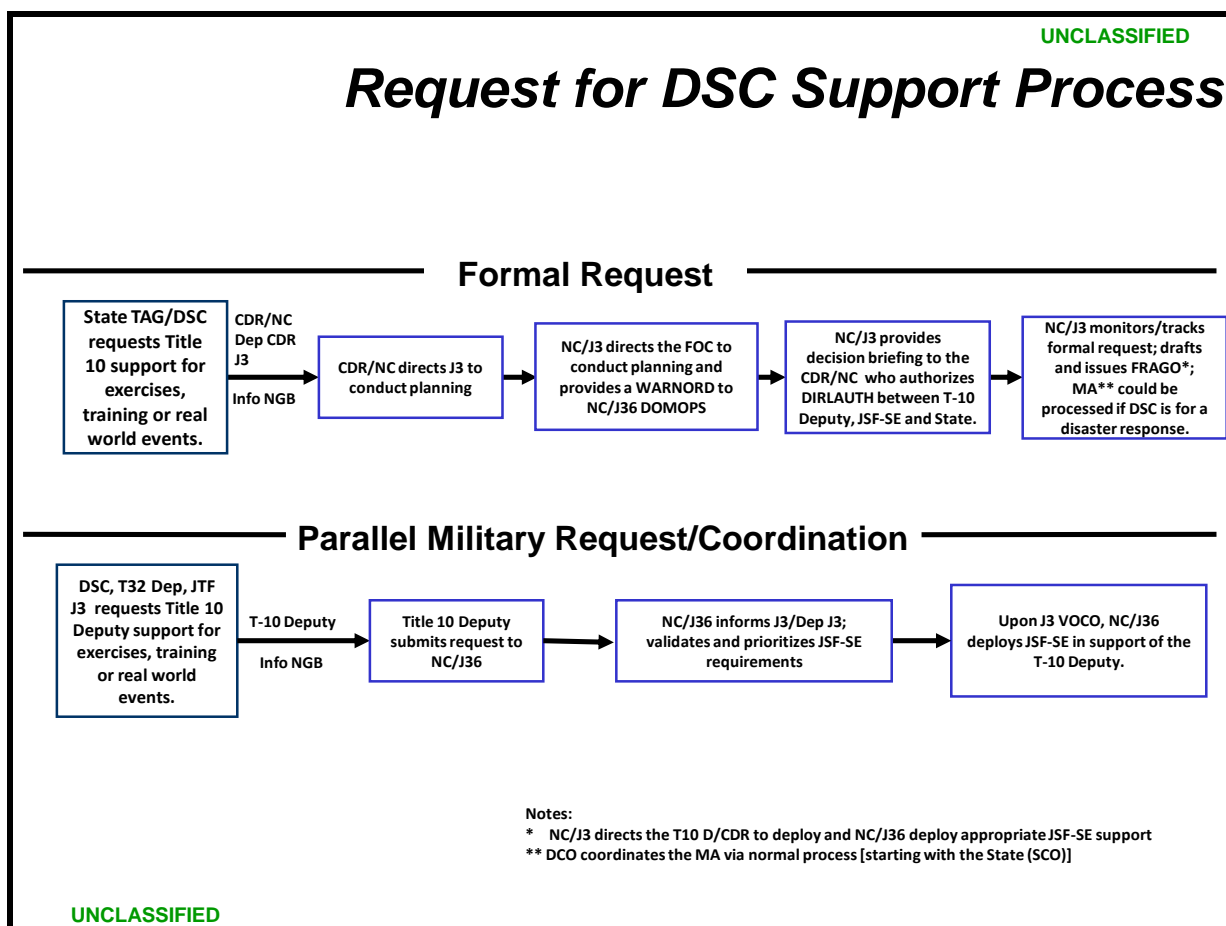 UNCLASSIFIED
Request for DSC Support Process
Formal Request
State TAG/DSC
requests Title
10 support for
exercises,
training or real
world events.
CDR/NC
Dep CDR
J3
Info NGB
CDR/NC directs J3 to
conduct planning
NC/J3 directs the FOC to
conduct planning and
provides a WARNORD to
NC/J36 DOMOPS
NC/J3 provides
decision briefing to the
CDR/NC who authorizes
DIRLAUTH between T-10
Deputy, JSF-SE and State.
NC/J3 monitors/tracks
formal request; drafts
and issues FRAGO*;
MA** could be
processed if DSC is for a
disaster response.
Parallel Military Request/Coordination
DSC, T32 Dep, JTF
J3 requests Title 10
Deputy support for
exercises, training
or real world
events.
T-10 Deputy
Info NGB
Title 10 Deputy
submits request to
NC/J36
NC/J36 informs J3/Dep J3;
validates and prioritizes JSF-SE
requirements
Upon J3 VOCO, NC/J36
deploys JSF-SE in support of the
T-10 Deputy.
Notes:
* NC/J3 directs the T10 D/CDR to deploy and NC/J36 deploy appropriate JSF-SE support
** DCO coordinates the MA via normal process [starting with the State (SCO)]
UNCLASSIFIED